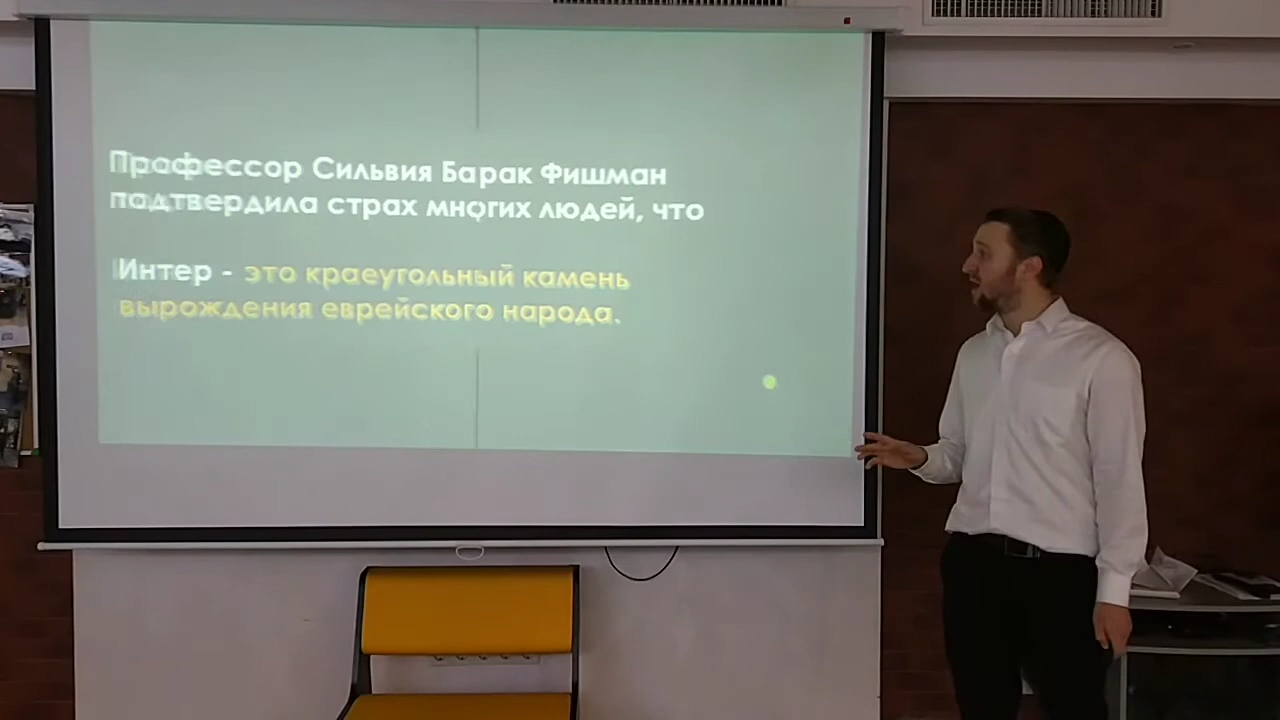 Профессор Сильвия Барак Фишман
подтвердила страх многих людей, что
Интер - это краеугольный камень
вырождения еврейского народа.